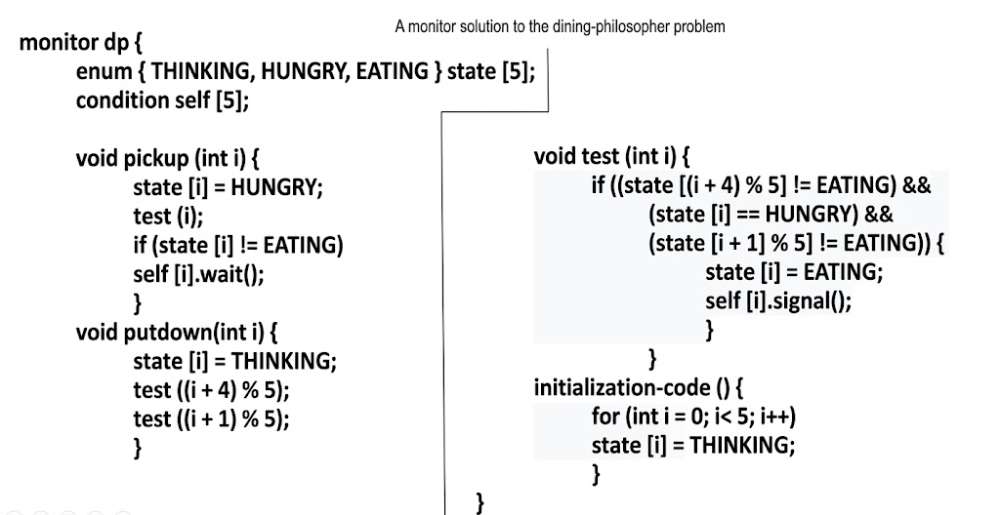 A monitor solution to the dining-philosopher problem
monitor dp {
enum { THINKING, HUNGRY, EATING } state [5];
condition self [5];
void pickup (int i) {
state [i] = HUNGRY;
test (i);
if (state [i] != EATING)
self [i].wait();
}
void putdown(int i) {
state [i] = THINKING;
test ((i + 4) % 5);
test ((i + 1) % 5);
}
void test (int i) {
if ((state [(i + 4) % 5] != EATING) &&
(state [i] == HUNGRY) &&
(state [i + 1] % 5] != EATING)) {
state [i] = EATING;
self [i].signal();
}
}
initialization-code () {
for (int i = 0; i< 5; i++)
state [i] = THINKING;
}
}